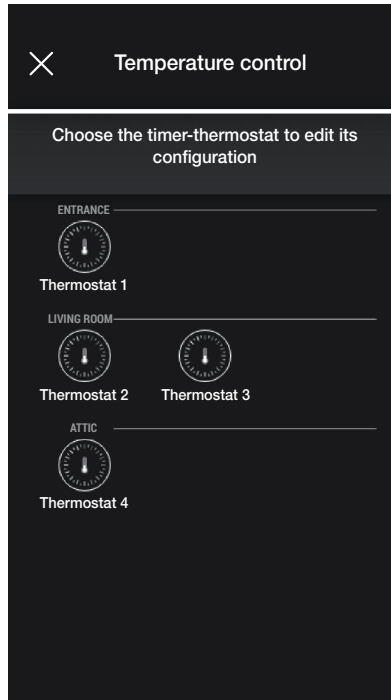 Temperature control
Choose the timer-thermostat to edit its
configuration
ENTRANCE
Thermostat 1
LIVING ROOM
Thermostat 2 Thermostat 3
ATTIC
Thermostat 4